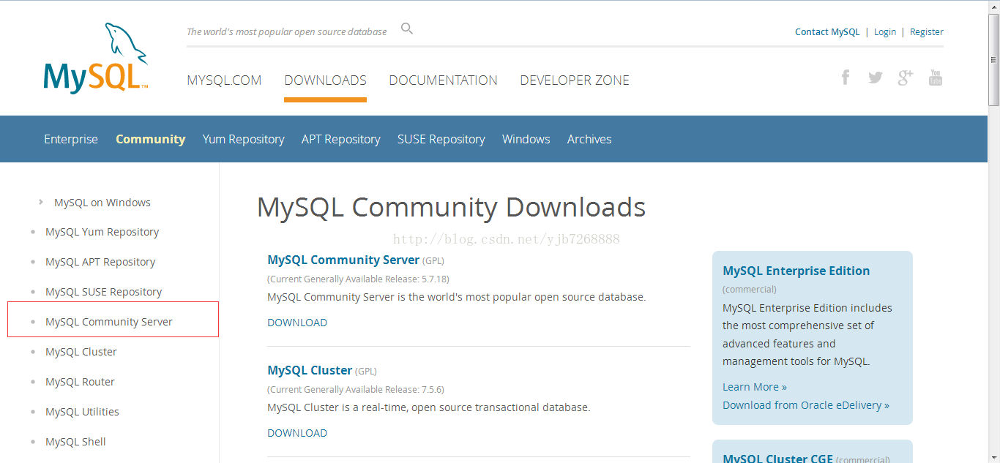 The world's most popular open source database
Contact MySQL | Login | Register
MySQL™
MYSQL.COM DOWNLOADS DOCUMENTATION DEVELOPER ZONE
f g+ You Tube
Enterprise Community Yum Repository APT Repository SUSE Repository Windows Archives
MySQL on Windows
MySQL Yum Repository
MySQL APT Repository
MySQL SUSE Repository
MySQL Community Server
MySQL Cluster
MySQL Router
MySQL Utilities
MySQL Shell
MySQL Community Downloads
http://blog.csdn.net/yjb7268888
MySQL Community Server (GPL)
(Current Generally Available Release: 5.7.18)
MySQL Community Server is the world's most popular open source database.
DOWNLOAD
MySQL Cluster (GPL)
(Current Generally Available Release: 7.5.6)
MySQL Cluster is a real-time, open source transactional database.
DOWNLOAD
MySQL Enterprise Edition
(commercial)
MySQL Enterprise Edition includes
the most comprehensive set of
advanced features and
management tools for MySQL.
Learn More »
Download from Oracle eDelivery »
MySQL Cluster CGE (commercial)